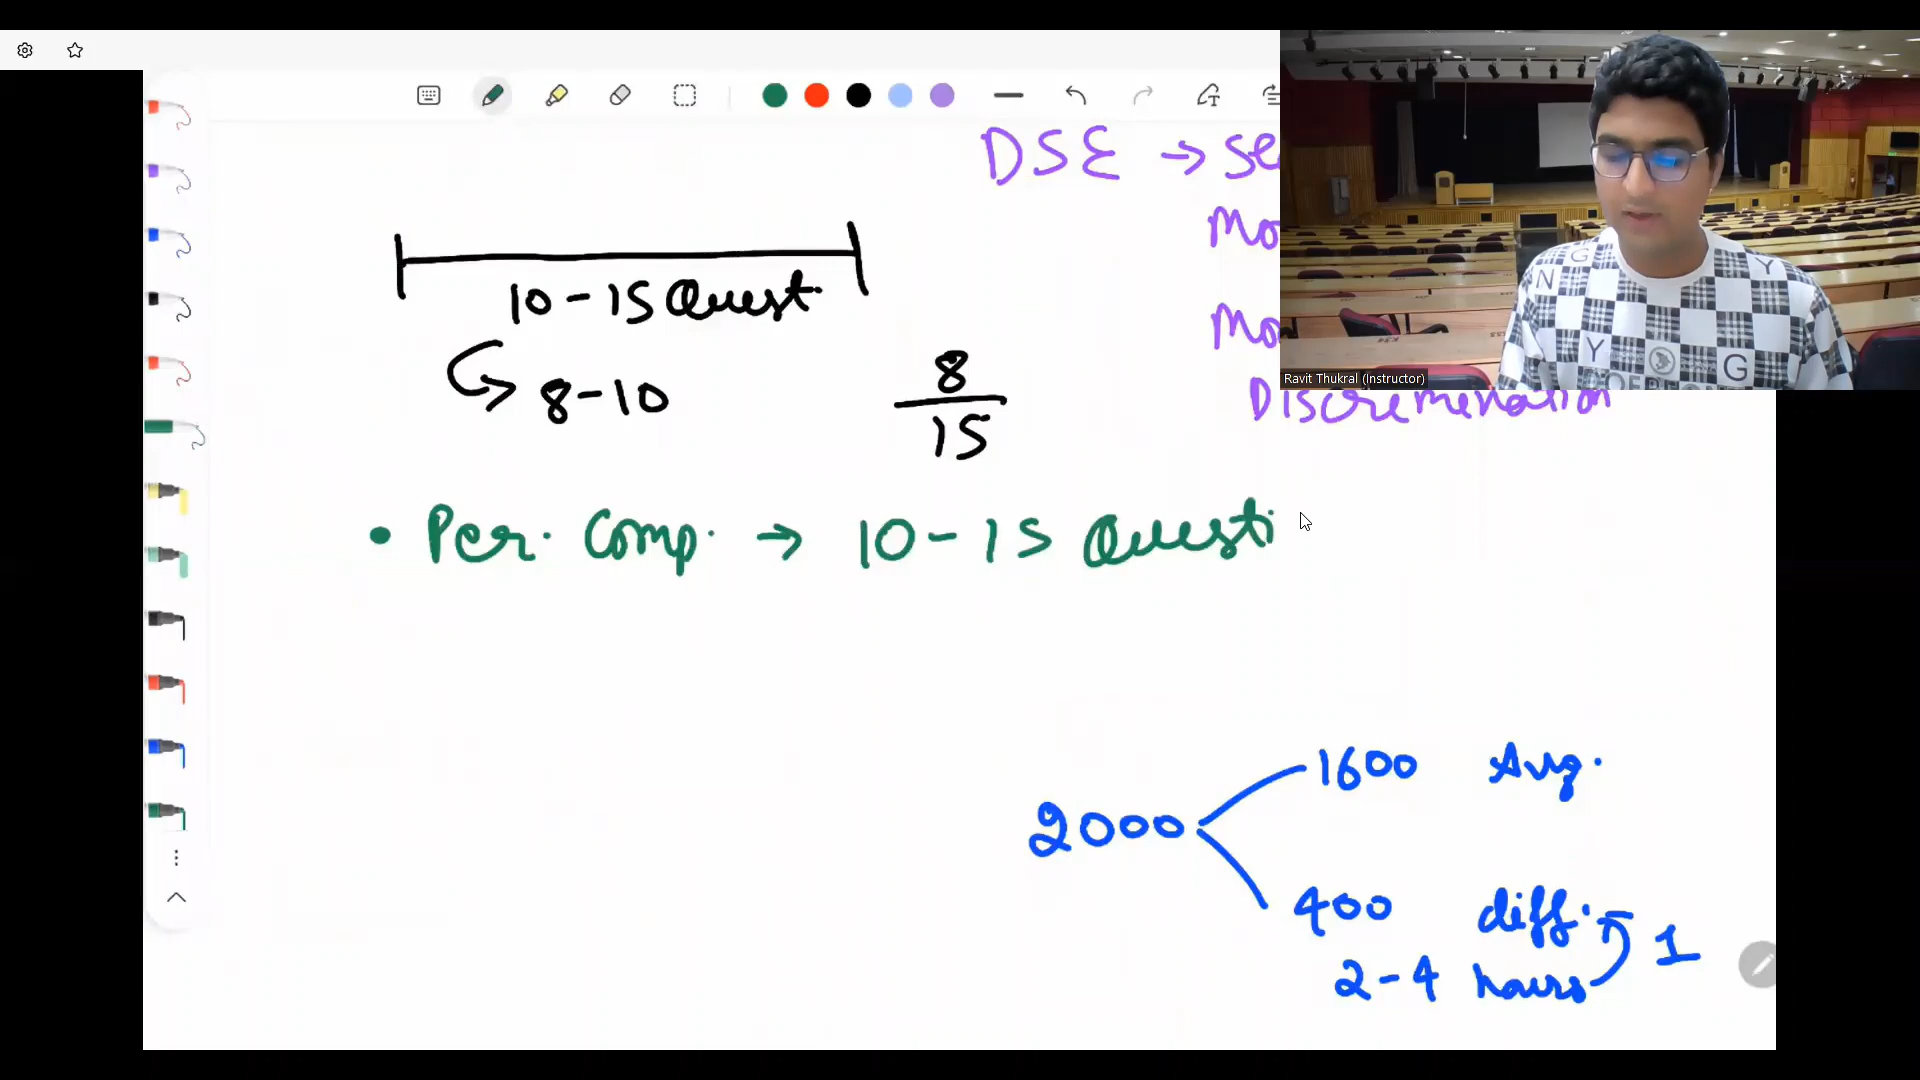 DSE → Se
Mo
10-15 Quest.
Mo
8-10
8/15
Discremenation
Ravit Thukral (Instructor)
N G Y
Y G
• Per. Comp. → 10-15 Questi
2000
1600 Avg.
400 diff.
2-4 hours
1